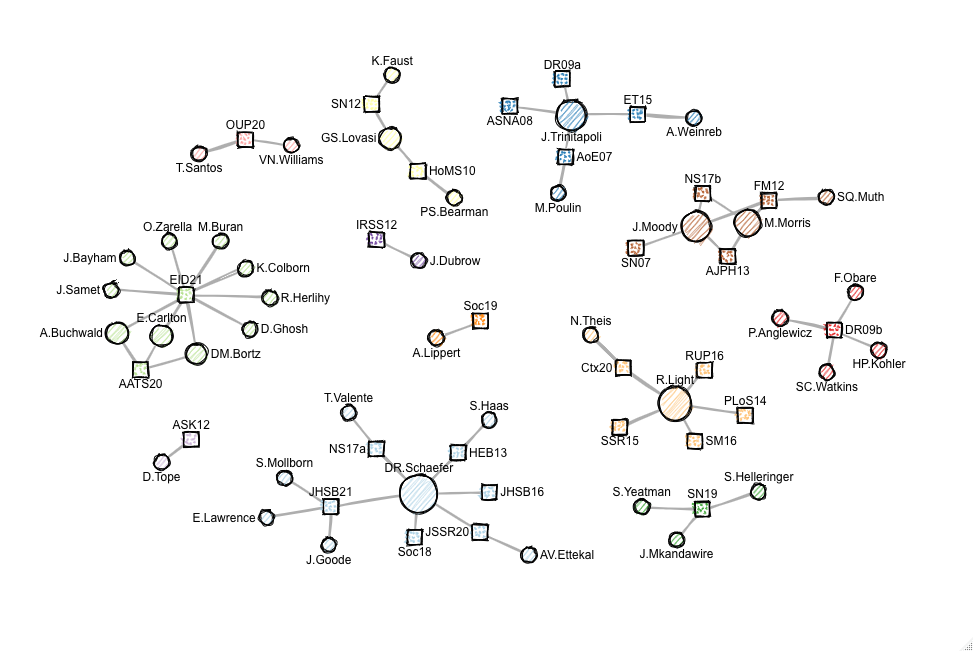 K.Faust
DR09a
SN12
ET15
ASNA08
OUP20
GS.Lovasi
J.Trinitapoli
A.Weinreb
VN.Williams
T.Santos
AoE07
HoMS10
NS17b
FM12
SQ.Muth
M.Poulin
PS.Bearman
O.Zarella
M.Buran
IRSS12
J.Moody
M.Morris
J.Bayham
J.Dubrow
SN07
AJPH13
K.Colborn
EID21
F.Obare
J.Samet
R.Herlihy
Soc19
E.Carlton
N.Theis
A.Buchwald
D.Ghosh
P.Anglewicz
DR09b
A.Lippert
DM.Bortz
RUP16
HP.Kohler
AATS20
Ctx20
R.Light
SC.Watkins
T.Valente
S.Haas
PLoS14
ASK12
SSR15
SM16
NS17a
HEB13
S.Mollborn
DR.Schaefer
D.Tope
S.Helleringer
JHSB21
JHSB16
S.Yeatman
SN19
E.Lawrence
JSSR20
J.Goode
Soc18
AV.Ettekal
J.Mkandawire